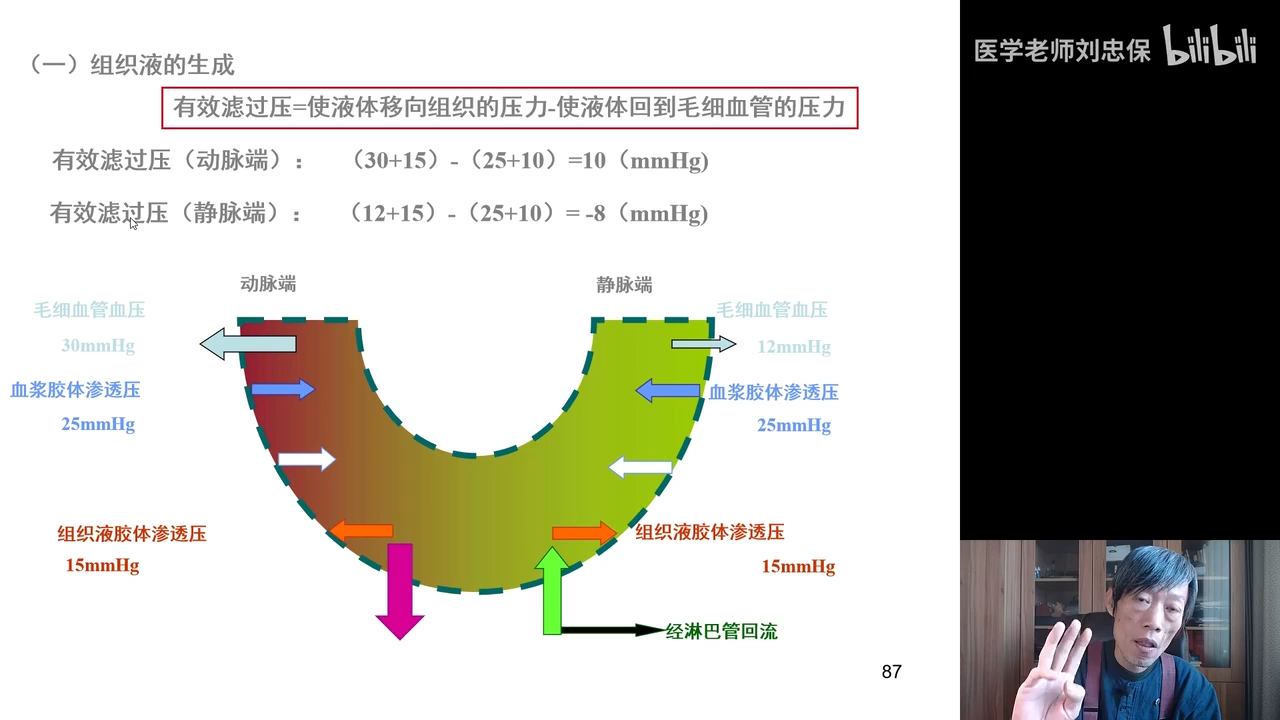 医学老师刘忠保 bilibili
（一）组织液的生成
有效滤过压=使液体移向组织的压力-使液体回到毛细血管的压力
有效滤过压（动脉端）： （30+15）-（25+10）=10（mmHg)
有效滤过压（静脉端）： （12+15）-（25+10）= -8（mmHg)
动脉端
静脉端
毛细血管血压
30mmHg
毛细血管血压
12mmHg
血浆胶体渗透压
25mmHg
血浆胶体渗透压
25mmHg
组织液胶体渗透压
15mmHg
组织液胶体渗透压
15mmHg
经淋巴管回流
87